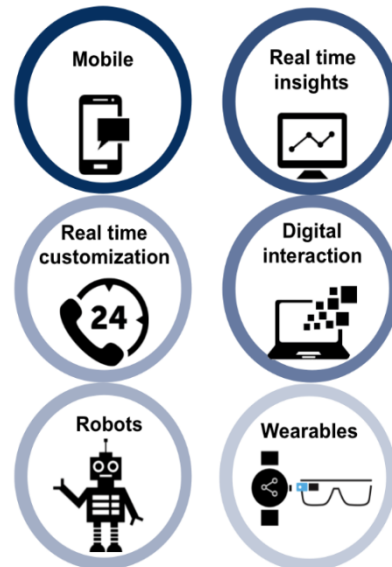 Mobile
Real time
insights
Real time
customization
24
Digital
interaction
Robots
Wearables